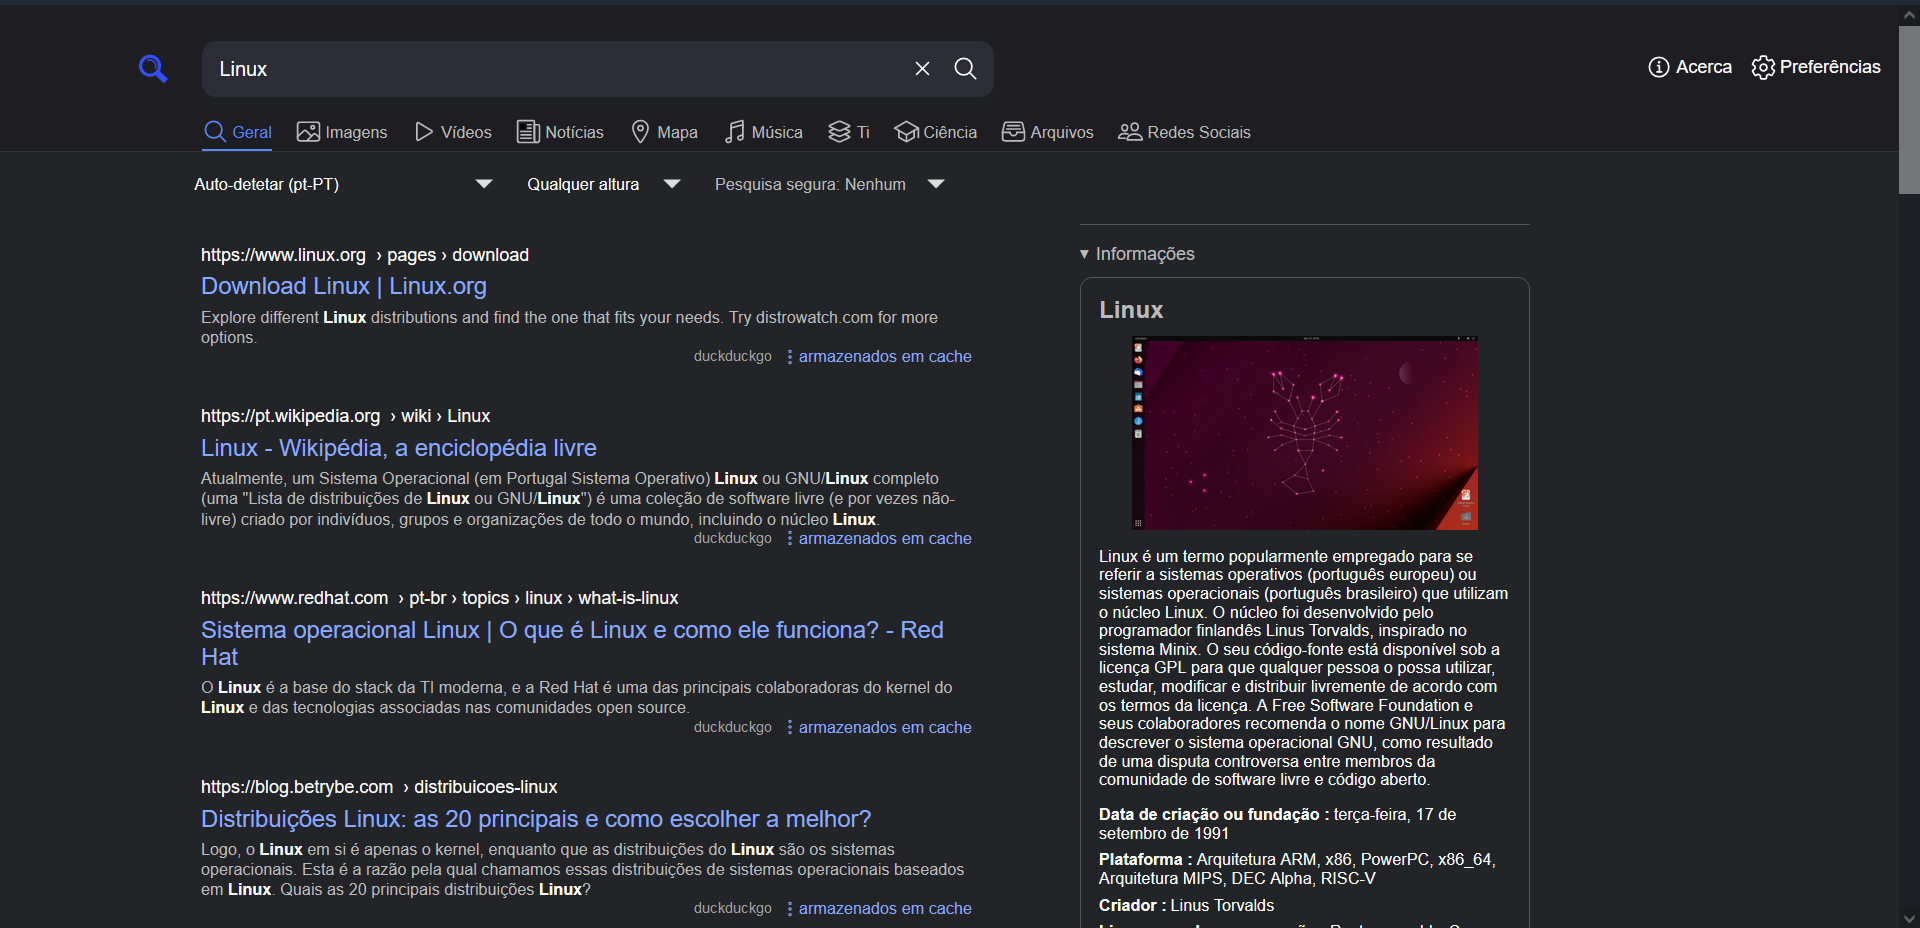 Linux
Acerca
Preferências
Geral
Imagens
Vídeos
Notícias
Mapa
Música
Ti
Ciência
Arquivos
Redes Sociais
Auto-detetar (pt-PT)
Qualquer altura
Pesquisa segura: Nenhum
https://www.linux.org › pages › download
Download Linux | Linux.org
Explore different Linux distributions and find the one that fits your needs. Try distrowatch.com for more
options.
duckduckgo
armazenados em cache
https://pt.wikipedia.org › wiki › Linux
Linux - Wikipédia, a enciclopédia livre
Atualmente, um Sistema Operacional (em Portugal Sistema Operativo) Linux ou GNU/Linux completo
(uma "Lista de distribuições de Linux ou GNU/Linux") é uma coleção de software livre (e por vezes não-
livre) criado por indivíduos, grupos e organizações de todo o mundo, incluindo o núcleo Linux.
duckduckgo
armazenados em cache
https://www.redhat.com › pt-br › topics › linux › what-is-linux
Sistema operacional Linux | O que é Linux e como ele funciona? - Red
Hat
O Linux é a base do stack da TI moderna, e a Red Hat é uma das principais colaboradoras do kernel do
Linux e das tecnologias associadas nas comunidades open source.
duckduckgo
armazenados em cache
https://blog.betrybe.com › distribuicoes-linux
Distribuições Linux: as 20 principais e como escolher a melhor?
Logo, o Linux em si é apenas o kernel, enquanto que as distribuições do Linux são os sistemas
operacionais. Esta é a razão pela qual chamamos essas distribuições de sistemas operacionais baseados
em Linux. Quais as 20 principais distribuições Linux?
duckduckgo
armazenados em cache
Informações
Linux
Linux é um termo popularmente empregado para se
referir a sistemas operativos (português europeu) ou
sistemas operacionais (português brasileiro) que utilizam
o núcleo Linux. O núcleo foi desenvolvido pelo
programador finlandês Linus Torvalds, inspirado no
sistema Minix. O seu código-fonte está disponível sob a
licença GPL para que qualquer pessoa o possa utilizar,
estudar, modificar e distribuir livremente de acordo com
os termos da licença. A Free Software Foundation e
seus colaboradores recomenda o nome GNU/Linux para
descrever o sistema operacional GNU, como resultado
de uma disputa controversa entre membros da
comunidade de software livre e código aberto.
Data de criação ou fundação : terça-feira, 17 de
setembro de 1991
Plataforma : Arquitetura ARM, x86, PowerPC, x86_64,
Arquitetura MIPS, DEC Alpha, RISC-V
Criador : Linus Torvalds